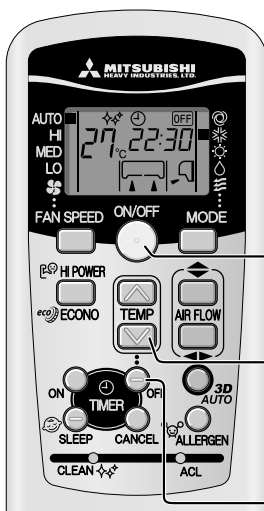 MITSUBISHI
HEAVY INDUSTRIES, LTD.
AUTO
HI
MED
LO
27°C 22:30 OFF
FAN SPEED ON/OFF MODE
HI POWER
eco ECONO
TEMP
AIR FLOW
ON TIMER OFF
3D AUTO
SLEEP CANCEL ALLERGEN
CLEAN ACL